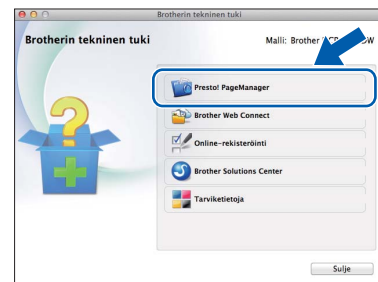 Brotherin tekninen tuki
Brotherin tekninen tuki
Malli: Brother
Presto! PageManager
Brother Web Connect
Online-rekisteröinti
Brother Solutions Center
Tarviketietoja
Sulje